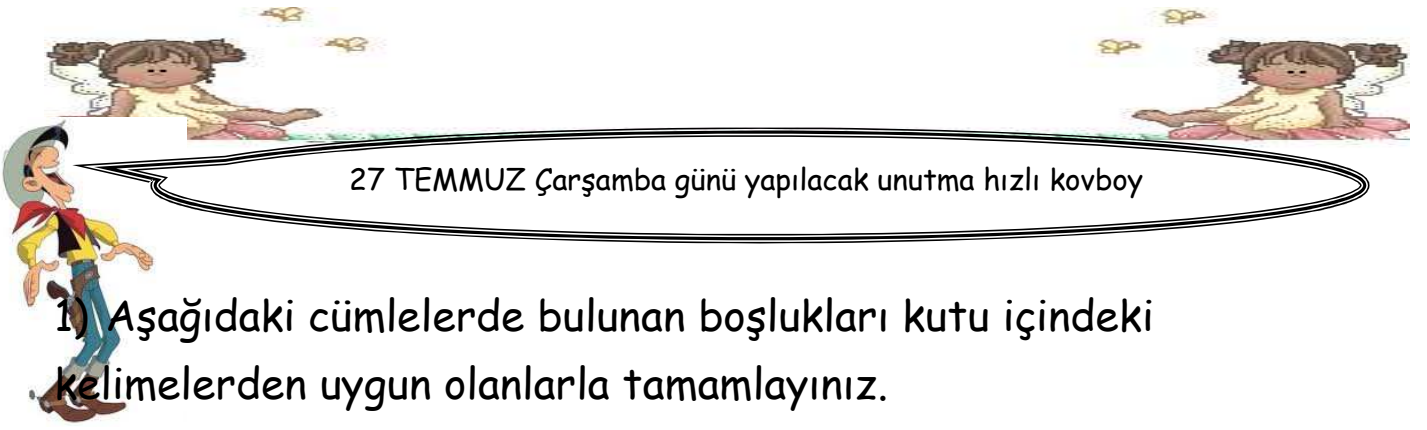 27 TEMMUZ Çarşamba günü yapılacak unutma hızlı kovboy
1) Aşağıdaki cümlelerde bulunan boşlukları kutu içindeki
kelimelerden uygun olanlarla tamamlayınız.